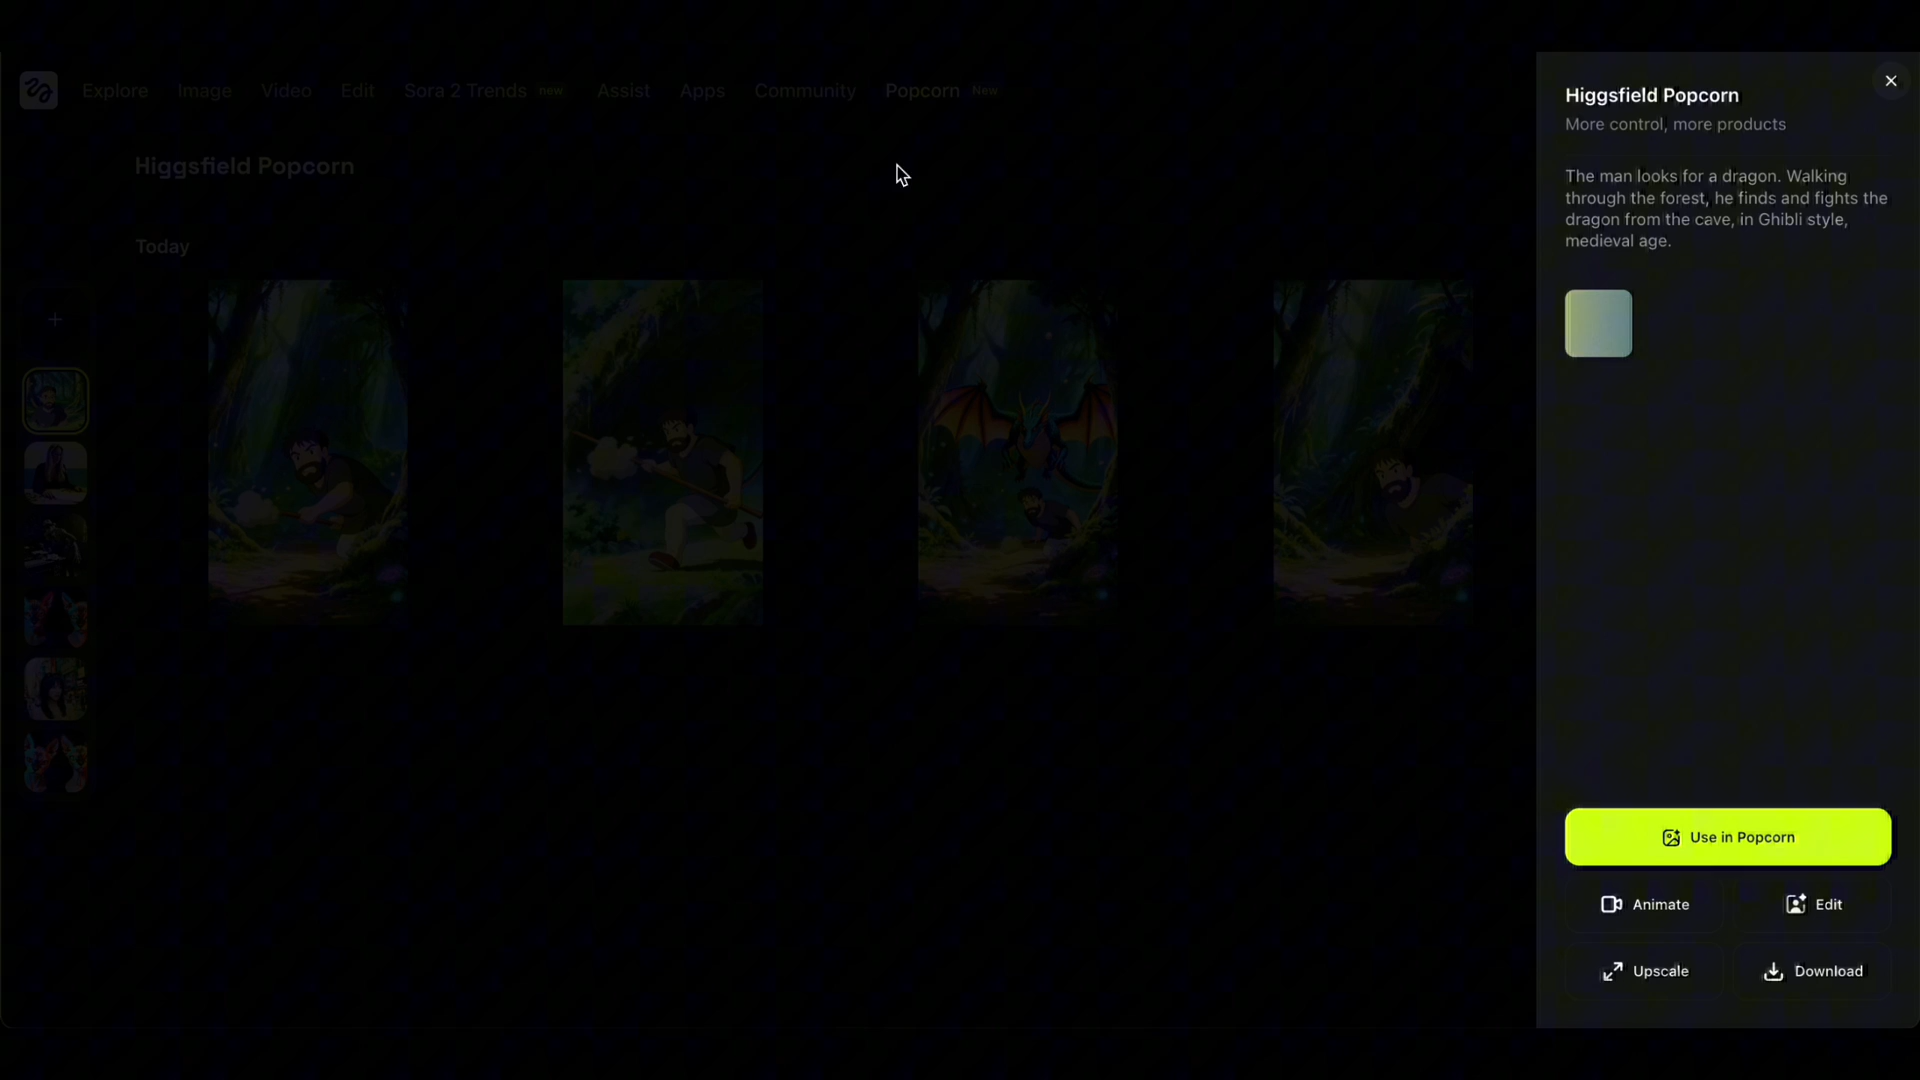 Explore Image Video Edit Sora 2 Trends new Assist Apps Community Popcorn New
Higgsfield Popcorn
Today
Higgsfield Popcorn
More control, more products
The man looks for a dragon. Walking
through the forest, he finds and fights the
dragon from the cave, in Ghibli style,
medieval age.
Use in Popcorn
Animate
Edit
Upscale
Download